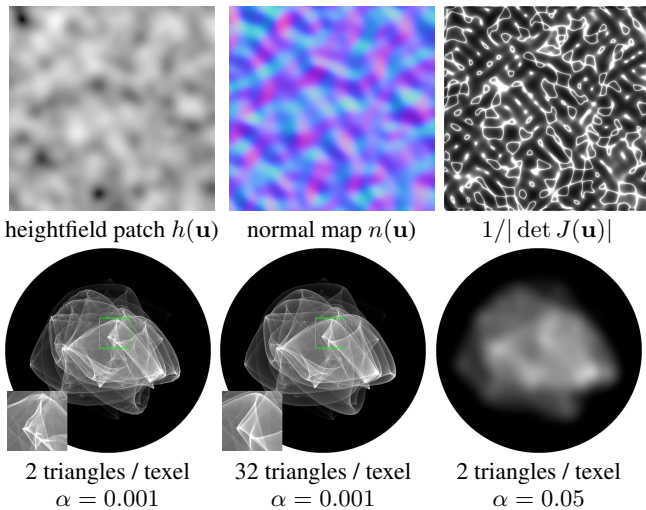 heightfield patch h(u)
normal map n(u)
1/| det J(u)|
2 triangles / texel
α = 0.001
32 triangles / texel
α = 0.001
2 triangles / texel
α = 0.05